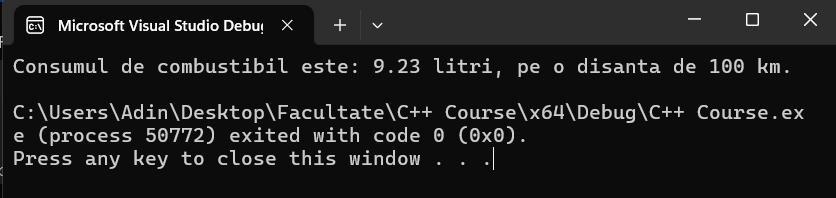 Microsoft Visual Studio Debug
Consumul de combustibil este: 9.23 litri, pe o disanta de 100 km.
C:\Users\Adin\Desktop\Facultate\C++ Course\x64\Debug\C++ Course.ex
e (process 50772) exited with code 0 (0x0).
Press any key to close this window . . .